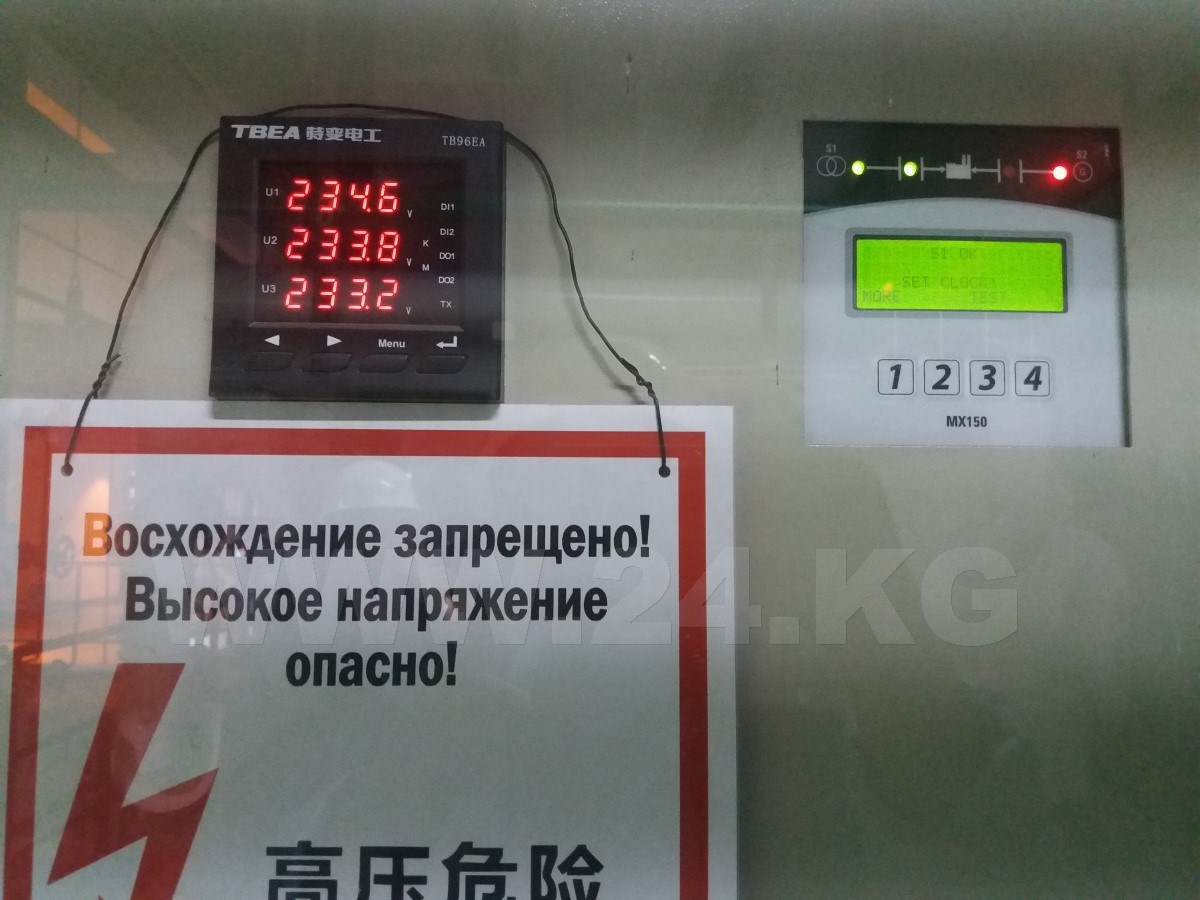 TBEA 特变电工
TB96EA
U1 234.6 V
DI1
DI2
U2 233.8 V
K
M
DO1
DO2
U3 233.2 V
TX
Menu
S1
S2
G
S1 OK
SET CLOCK!
MORE TEST
1 2 3 4
MX150
Восхождение запрещено!
Высокое напряжение
опасно!
高压危险
WWW.24.KG